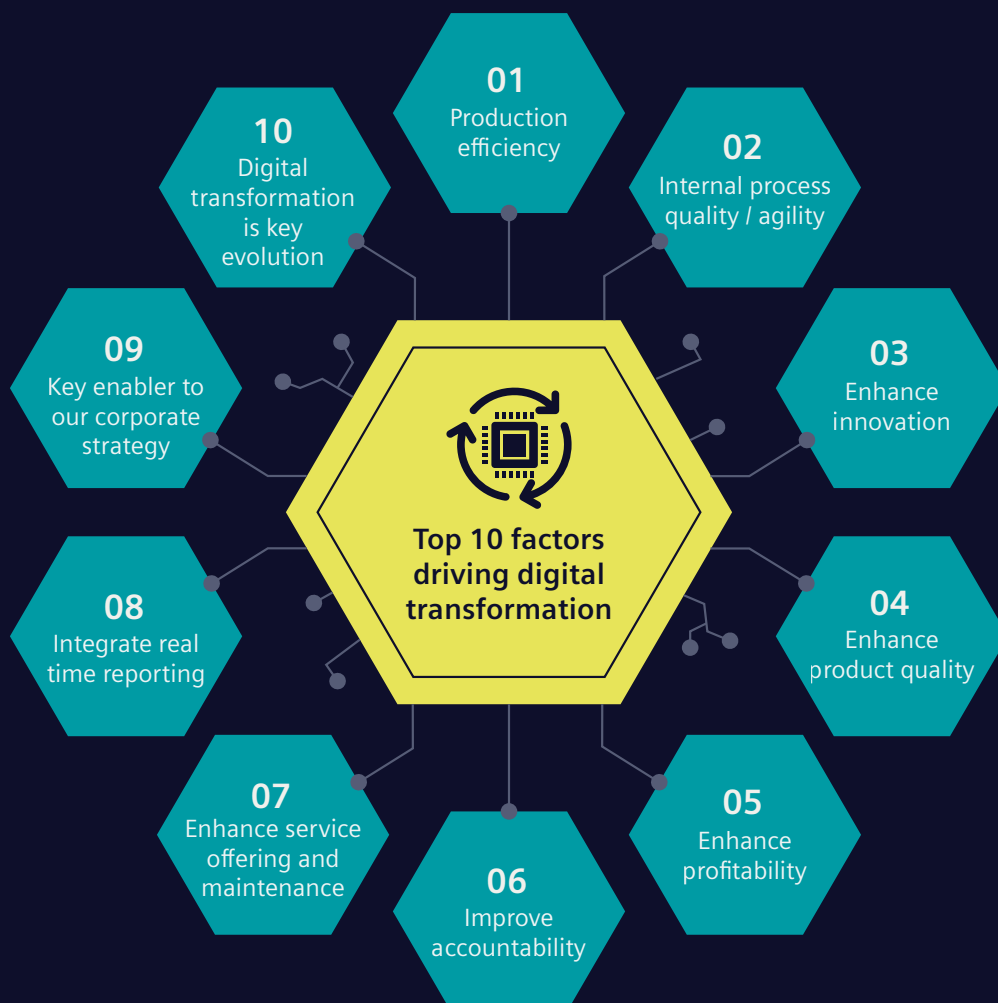 01
Production
efficiency
02
Internal process
quality / agility
03
Enhance
innovation
04
Enhance
product quality
05
Enhance
profitability
06
Improve
accountability
07
Enhance service
offering and
maintenance
08
Integrate real
time reporting
09
Key enabler to
our corporate
strategy
10
Digital
transformation
is key
evolution
Top 10 factors
driving digital
transformation